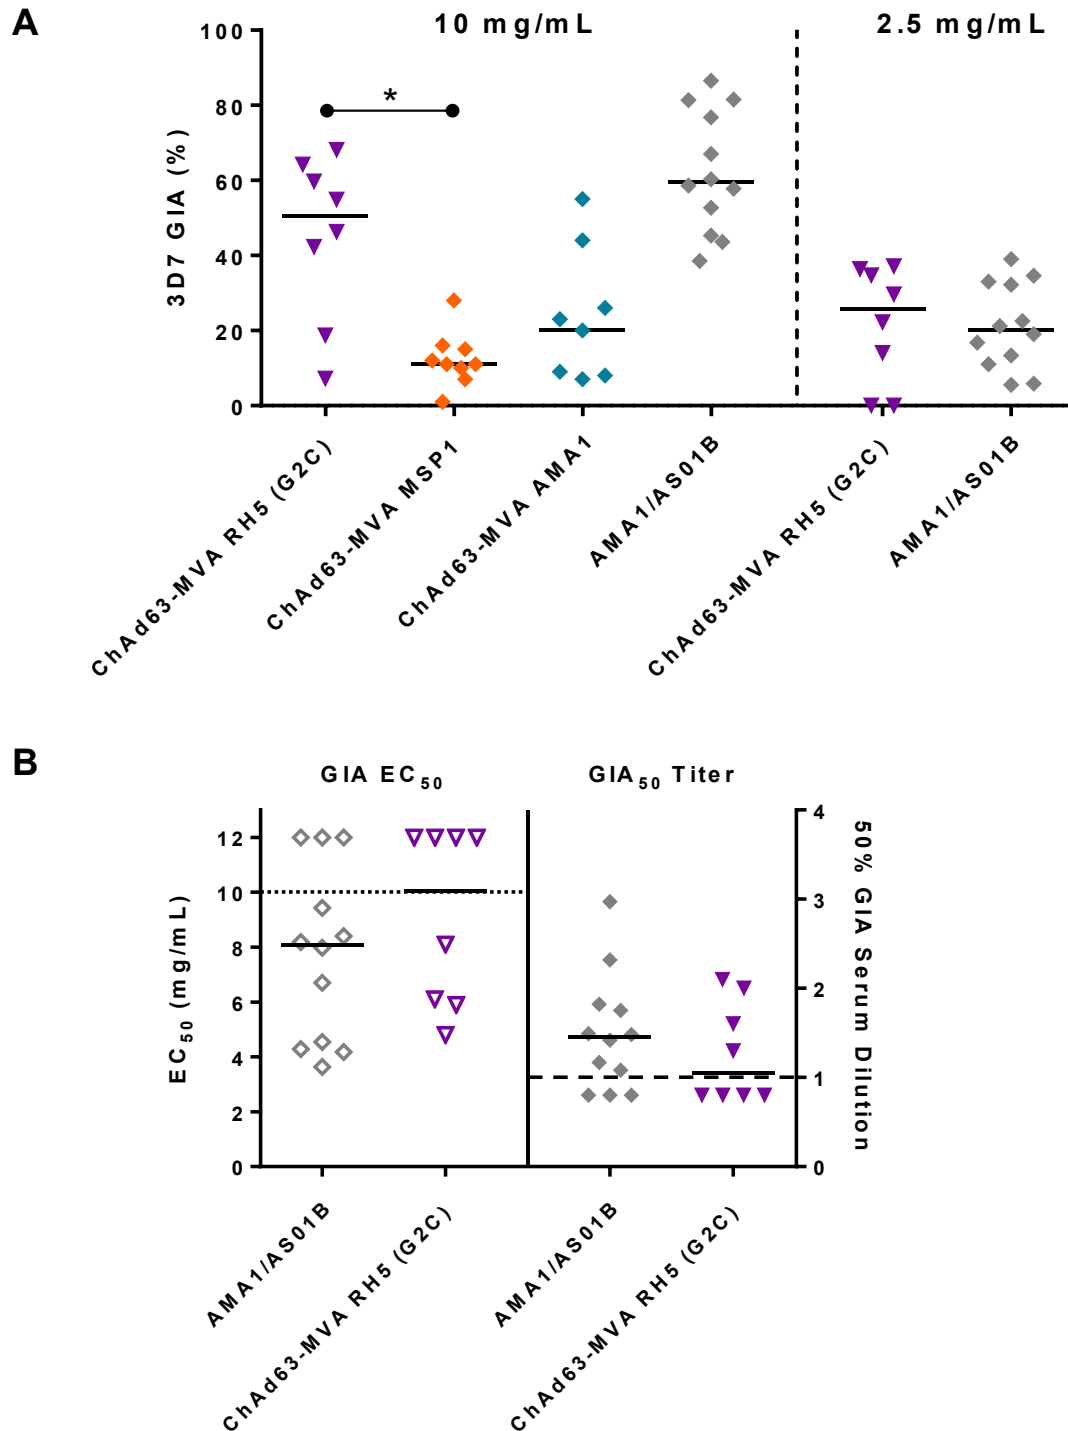 A
10 mg/mL
2.5 mg/mL
3D7 GIA (%)
100
80
60
40
20
0
*
ChAd63-MVA RH5 (G2C)
ChAd63-MVA MSP1
ChAd63-MVA AMA1
AMA1/AS01B
ChAd63-MVA RH5 (G2C)
AMA1/AS01B
B
GIA EC50
GIA50 Titer
EC50 (mg/mL)
12
10
8
6
4
2
0
4
3
2
1
0
50% GIA Serum Dilution
AMA1/AS01B
ChAd63-MVA RH5 (G2C)
AMA1/AS01B
ChAd63-MVA RH5 (G2C)